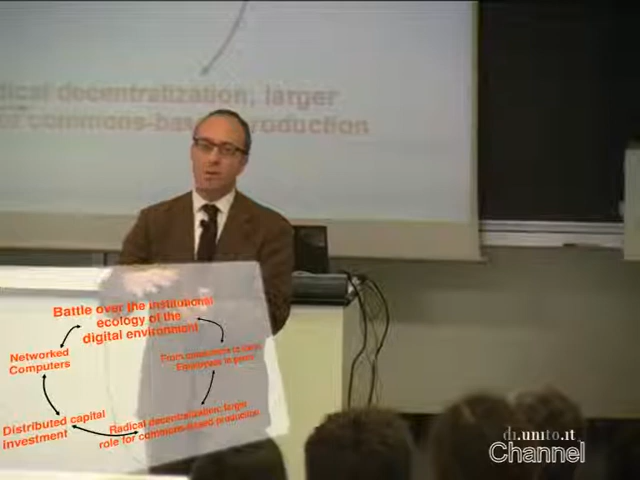 dical decentralization; larger
commons-based production
Battle over the institutional
ecology of the
digital environment
Networked
Computers
From consumers to users
Equipment
Distributed capital
investment
Radical decentralization; larger
role for commons-based production
di.unito.it
Channel